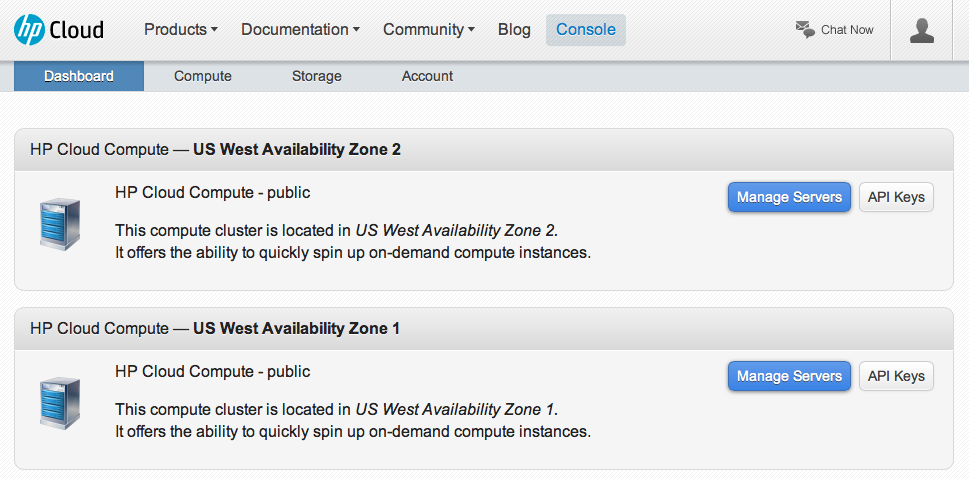 hp Cloud Products Documentation Community Blog Console Chat Now
Dashboard Compute Storage Account
HP Cloud Compute — US West Availability Zone 2
HP Cloud Compute - public Manage Servers API Keys
This compute cluster is located in US West Availability Zone 2.
It offers the ability to quickly spin up on-demand compute instances.
HP Cloud Compute — US West Availability Zone 1
HP Cloud Compute - public Manage Servers API Keys
This compute cluster is located in US West Availability Zone 1.
It offers the ability to quickly spin up on-demand compute instances.